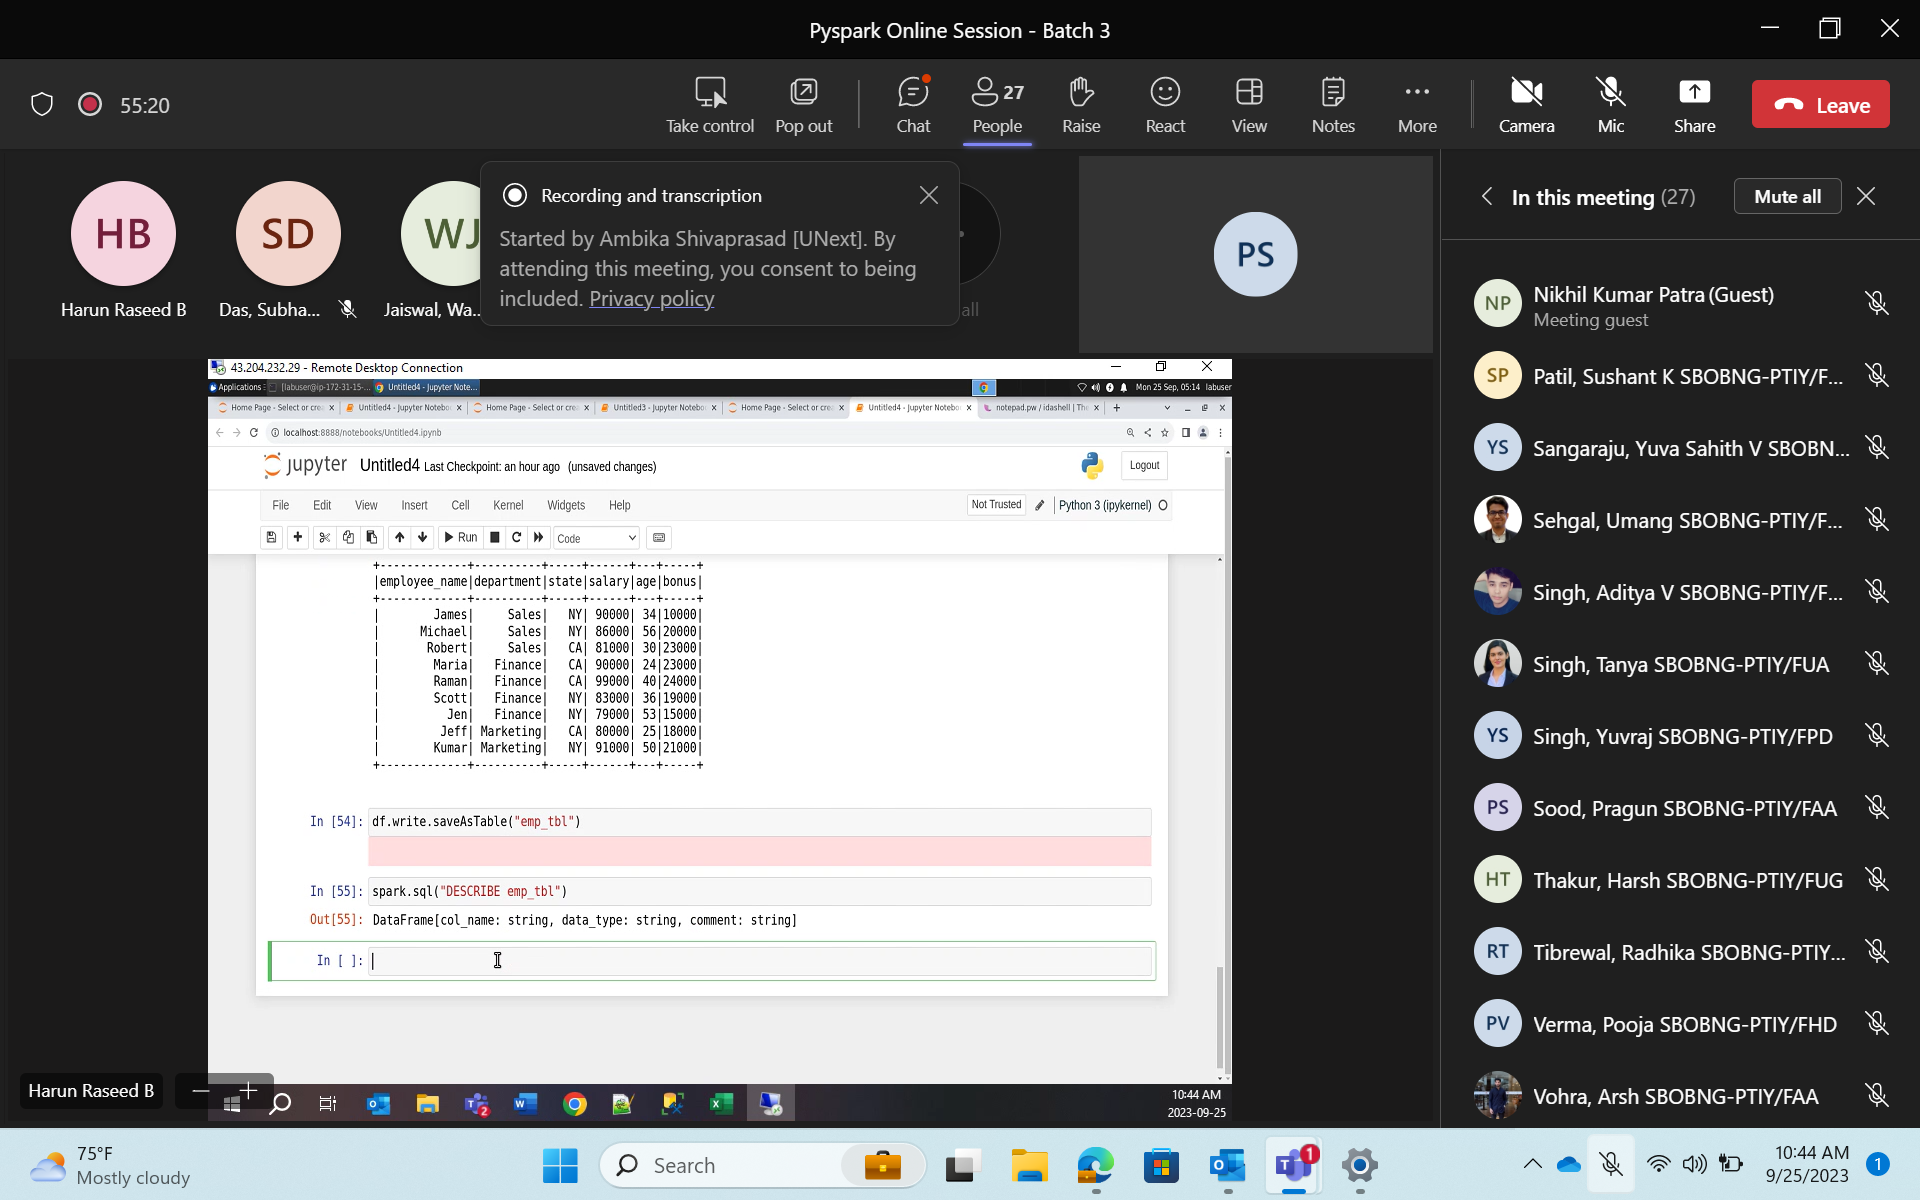 Pyspark Online Session - Batch 3
55:20
Take control
Pop out
Chat
27
People
Raise
React
View
Notes
More
Camera
Mic
Share
Leave
HB
Harun Raseed B
SD
Das, Subha...
WJ
Jaiswal, Wa...
Recording and transcription
Started by Ambika Shivaprasad [UNext]. By
attending this meeting, you consent to being
included. Privacy policy
all
PS
In this meeting (27)
Mute all
NP
Nikhil Kumar Patra (Guest)
Meeting guest
SP
Patil, Sushant K SBOBNG-PTIY/F...
YS
Sangaraju, Yuva Sahith V SBOBN...
Sehgal, Umang SBOBNG-PTIY/F...
Singh, Aditya V SBOBNG-PTIY/F...
Singh, Tanya SBOBNG-PTIY/FUA
YS
Singh, Yuvraj SBOBNG-PTIY/FPD
PS
Sood, Pragun SBOBNG-PTIY/FAA
HT
Thakur, Harsh SBOBNG-PTIY/FUG
RT
Tibrewal, Radhika SBOBNG-PTIY...
PV
Verma, Pooja SBOBNG-PTIY/FHD
Vohra, Arsh SBOBNG-PTIY/FAA
43.204.232.29 - Remote Desktop Connection
Applications
[labuser@ip-172-31-15-...
Untitled4 - Jupyter Note...
Mon 25 Sep, 05:14 labuser
Home Page - Select or crea
Untitled4 - Jupyter Notebo
Home Page - Select or crea
Untitled3 - Jupyter Notebo
Home Page - Select or crea
Untitled4 - Jupyter Notebo
notepad.pw / idashell | The
localhost:8888/notebooks/Untitled4.ipynb
jupyter Untitled4 Last Checkpoint: an hour ago (unsaved changes)
Logout
File Edit View Insert Cell Kernel Widgets Help
Not Trusted
Python 3 (ipykernel)
Run
Code
+-------------+----------+-----+------+---+-----+
|employee_name|department|state|salary|age|bonus|
+-------------+----------+-----+------+---+-----+
|        James|     Sales|   NY| 90000| 34|10000|
|      Michael|     Sales|   NY| 86000| 56|20000|
|       Robert|     Sales|   CA| 81000| 30|23000|
|        Maria|   Finance|   CA| 90000| 24|23000|
|        Raman|   Finance|   CA| 99000| 40|24000|
|        Scott|   Finance|   NY| 83000| 36|19000|
|          Jen|   Finance|   NY| 79000| 53|15000|
|         Jeff| Marketing|   CA| 80000| 25|18000|
|        Kumar| Marketing|   NY| 91000| 50|21000|
+-------------+----------+-----+------+---+-----+
In [54]: df.write.saveAsTable("emp_tbl")
In [55]: spark.sql("DESCRIBE emp_tbl")
Out[55]: DataFrame[col_name: string, data_type: string, comment: string]
In [ ]:
Harun Raseed B
2
10:44 AM
2023-09-25
75°F
Mostly cloudy
Search
1
10:44 AM
9/25/2023
1